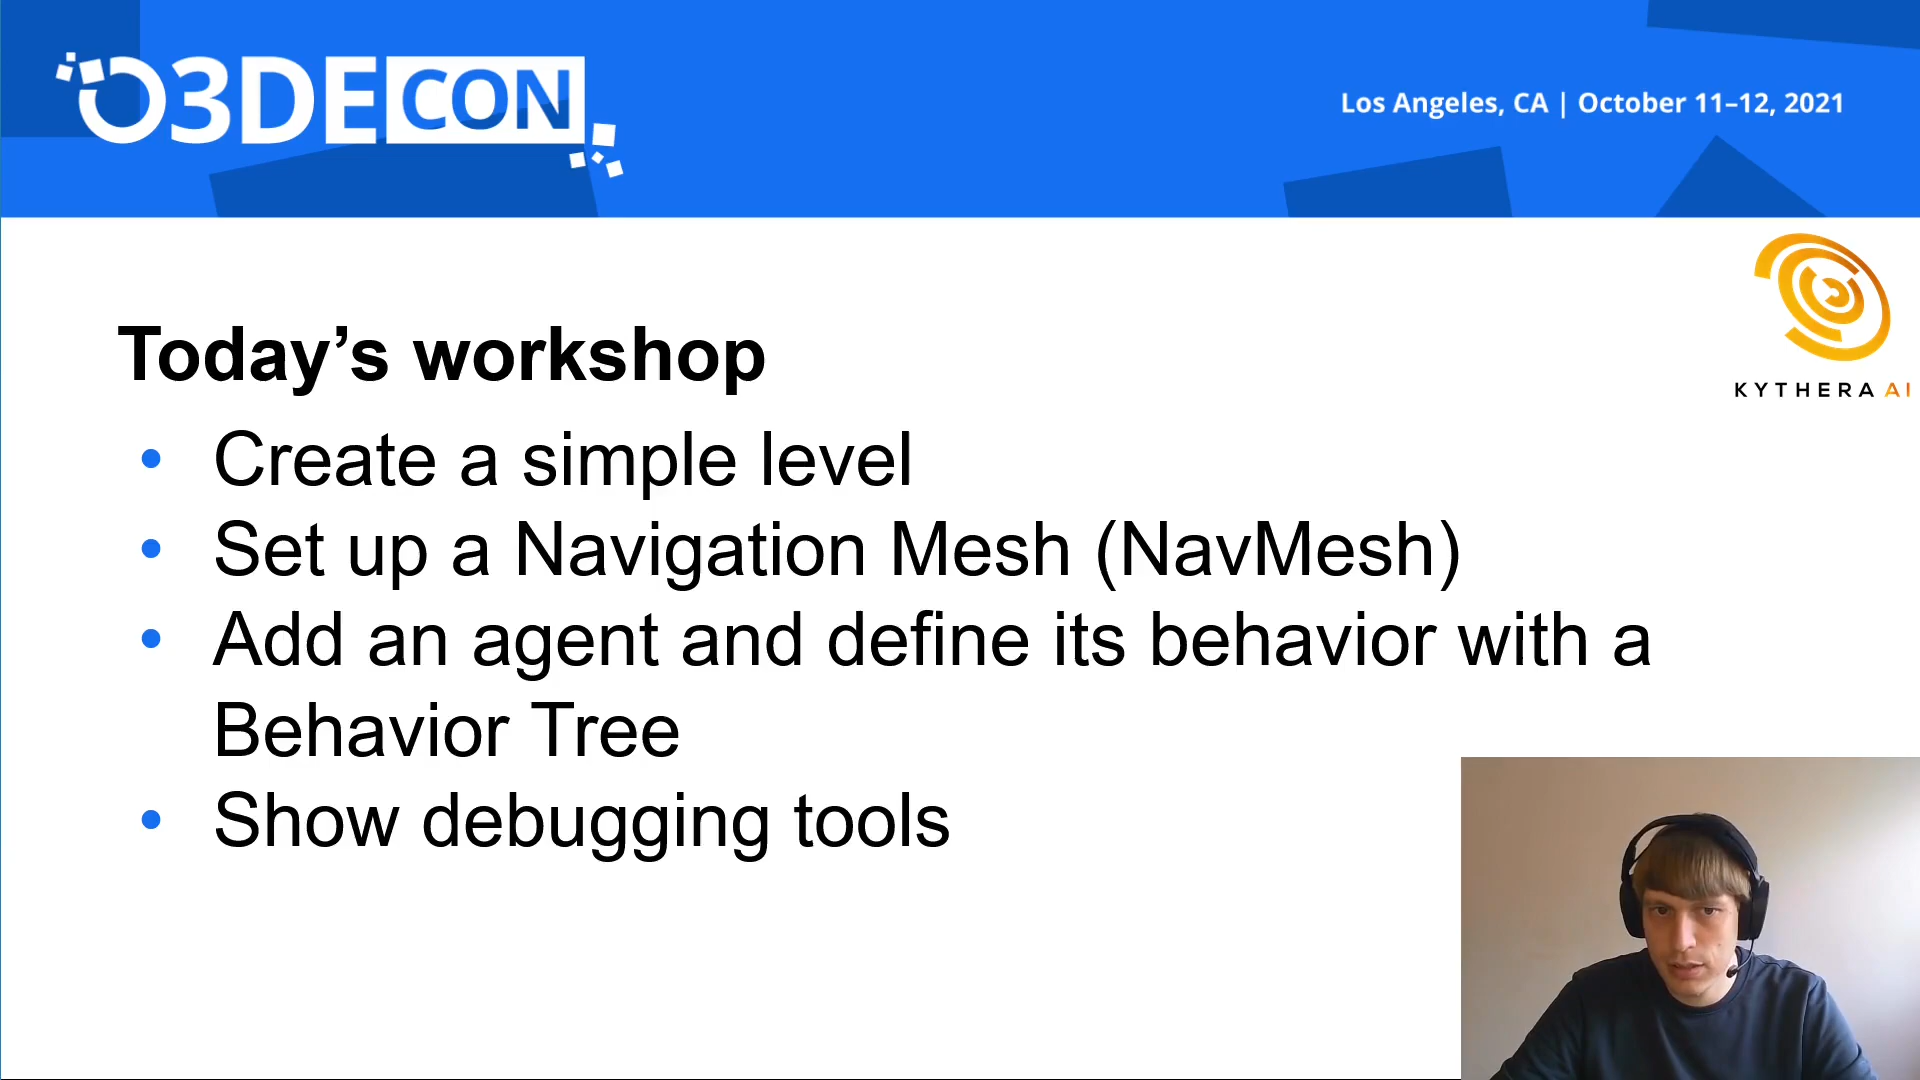 O3DECON
Los Angeles, CA | October 11–12, 2021
KYTHERA AI
Today’s workshop
• Create a simple level
• Set up a Navigation Mesh (NavMesh)
• Add an agent and define its behavior with a
Behavior Tree
• Show debugging tools